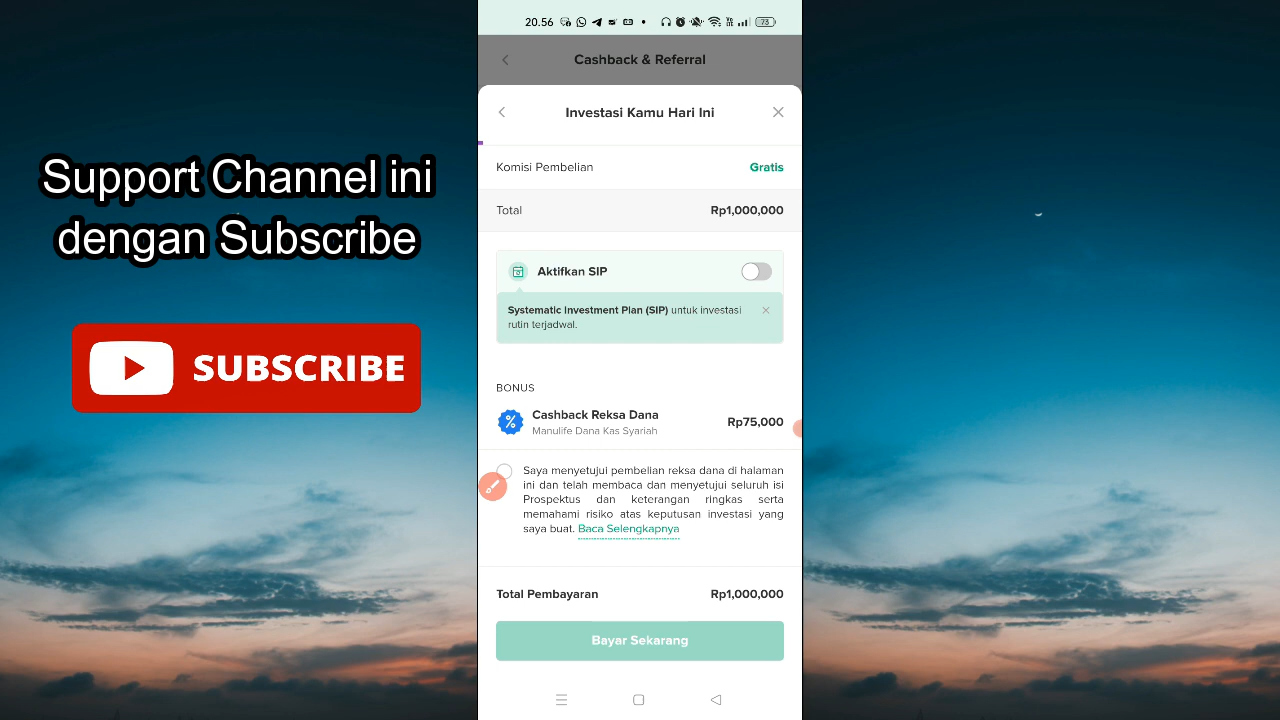 Support Channel ini
dengan Subscribe
SUBSCRIBE
20.56
73
Cashback & Referral
Investasi Kamu Hari Ini
Komisi Pembelian Gratis
Total Rp1,000,000
Aktifkan SIP
Systematic Investment Plan (SIP) untuk investasi
rutin terjadwal.
BONUS
Cashback Reksa Dana
Manulife Dana Kas Syariah
Rp75,000
Saya menyetujui pembelian reksa dana di halaman
ini dan telah membaca dan menyetujui seluruh isi
Prospektus dan keterangan ringkas serta
memahami risiko atas keputusan investasi yang
saya buat. Baca Selengkapnya
Total Pembayaran Rp1,000,000
Bayar Sekarang